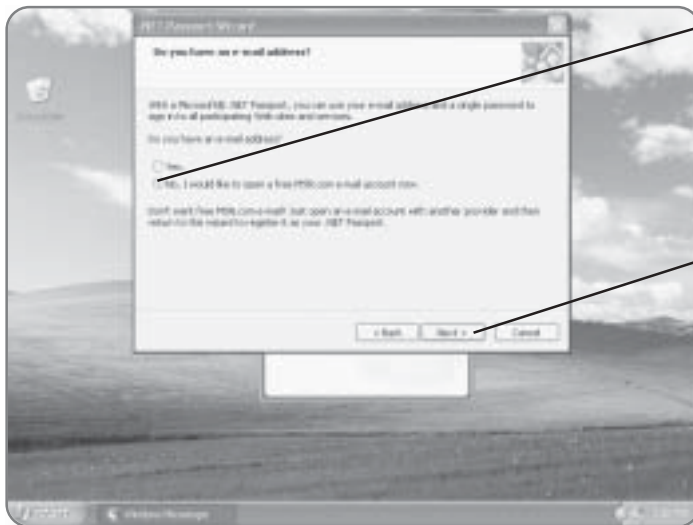 .NET Passport Wizard
Do you have an e-mail address?
With a Microsoft® .NET Passport, you can use your e-mail address and a single password to
sign in to all participating Web sites and services.
Do you have an e-mail address?
Yes.
No, I would like to open a free MSN.com e-mail account now.
Don't want free MSN.com e-mail? Just open an e-mail account with another provider and then
return to this wizard to register it as your .NET Passport.
< Back
Next >
Cancel
start
Windows Messenger